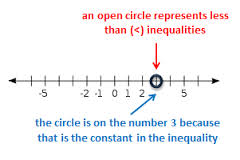 an open circle represents less
than (<) inequalities
-5 -2 -1 0 1 2 3 5
the circle is on the number 3 because
that is the constant in the inequality